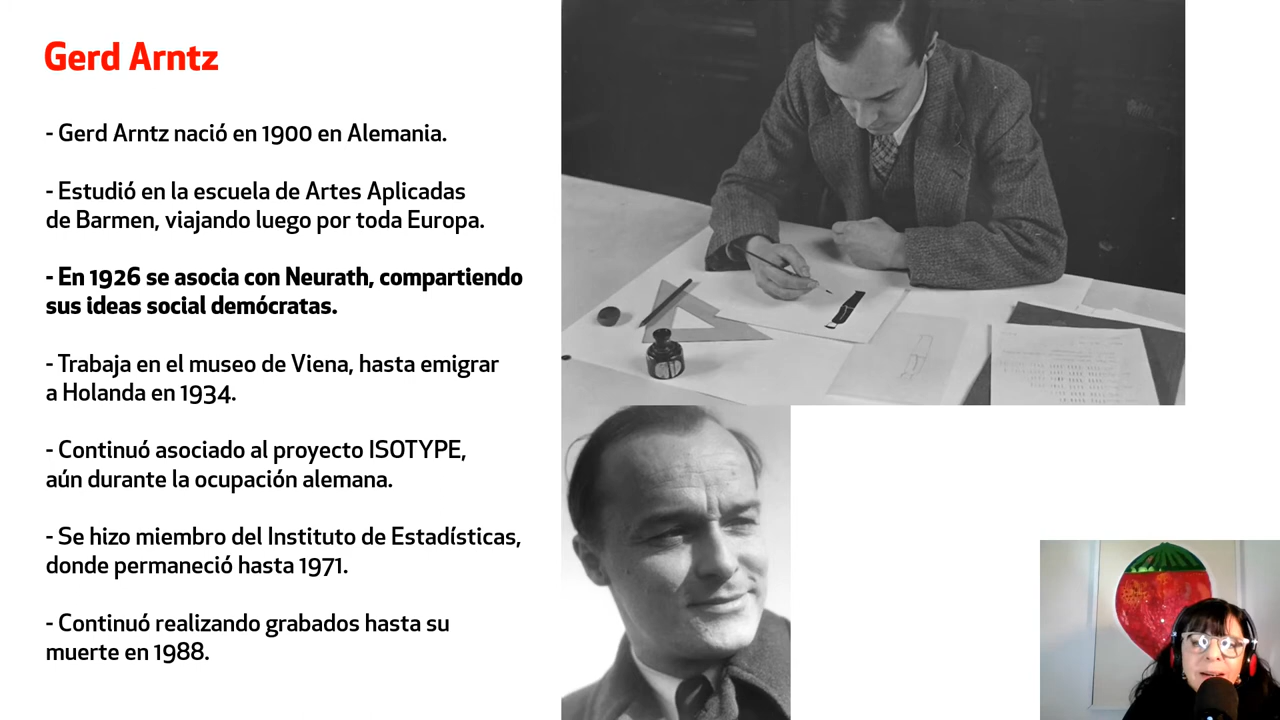 Gerd Arntz
- Gerd Arntz nació en 1900 en Alemania.
- Estudió en la escuela de Artes Aplicadas
de Barmen, viajando luego por toda Europa.
- En 1926 se asocia con Neurath, compartiendo
sus ideas social demócratas.
- Trabaja en el museo de Viena, hasta emigrar
a Holanda en 1934.
- Continuó asociado al proyecto ISOTYPE,
aún durante la ocupación alemana.
- Se hizo miembro del Instituto de Estadísticas,
donde permaneció hasta 1971.
- Continuó realizando grabados hasta su
muerte en 1988.